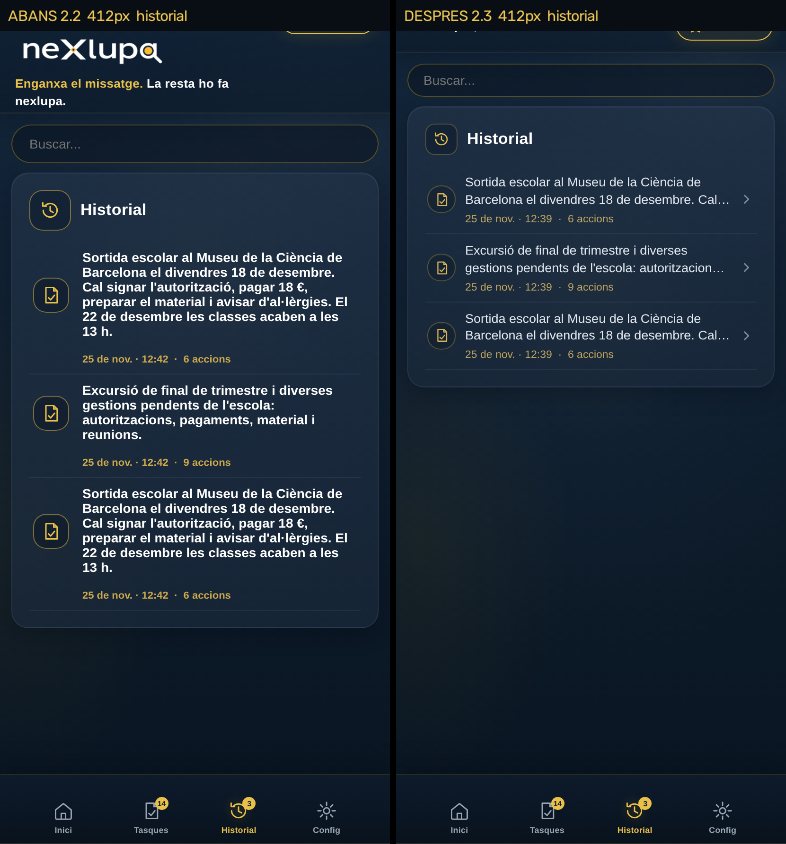 ABANS 2.2 412px historial
neXlupa
Enganxa el missatge. La resta ho fa
nexlupa.
Buscar...
Historial
Sortida escolar al Museu de la Ciència de
Barcelona el divendres 18 de desembre.
Cal signar l'autorització, pagar 18 €,
preparar el material i avisar d'al·lèrgies. El
22 de desembre les classes acaben a les
13 h.
25 de nov. · 12:42 · 6 accions
Excursió de final de trimestre i diverses
gestions pendents de l'escola:
autoritzacions, pagaments, material i
reunions.
25 de nov. · 12:42 · 9 accions
Sortida escolar al Museu de la Ciència de
Barcelona el divendres 18 de desembre.
Cal signar l'autorització, pagar 18 €,
preparar el material i avisar d'al·lèrgies. El
22 de desembre les classes acaben a les
13 h.
25 de nov. · 12:42 · 6 accions
14
3
Inici
Tasques
Historial
Config
DESPRES 2.3 412px historial
Buscar...
Historial
Sortida escolar al Museu de la Ciència de
Barcelona el divendres 18 de desembre. Cal…
25 de nov. · 12:39 · 6 accions
Excursió de final de trimestre i diverses
gestions pendents de l'escola: autoritzacion…
25 de nov. · 12:39 · 9 accions
Sortida escolar al Museu de la Ciència de
Barcelona el divendres 18 de desembre. Cal…
25 de nov. · 12:39 · 6 accions
14
3
Inici
Tasques
Historial
Config